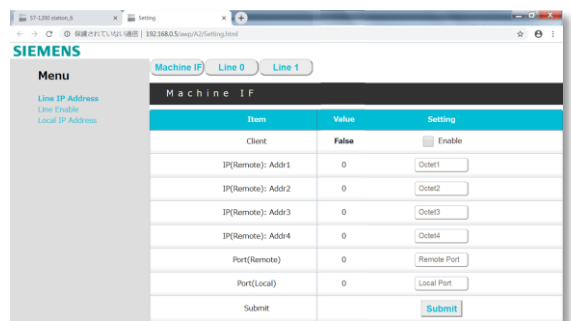 S7-1200 station_6
Setting
保護されていない通信 | 192.168.0.5/awp/A2/Setting.html
SIEMENS
Menu
Line IP Address
Line Enable
Local IP Address
Machine IF
Line 0
Line 1
Machine IF
Item Value Setting
Client False Enable
IP(Remote): Addr1 0 Octet1
IP(Remote): Addr2 0 Octet2
IP(Remote): Addr3 0 Octet3
IP(Remote): Addr4 0 Octet4
Port(Remote) 0 Remote Port
Port(Local) 0 Local Port
Submit Submit